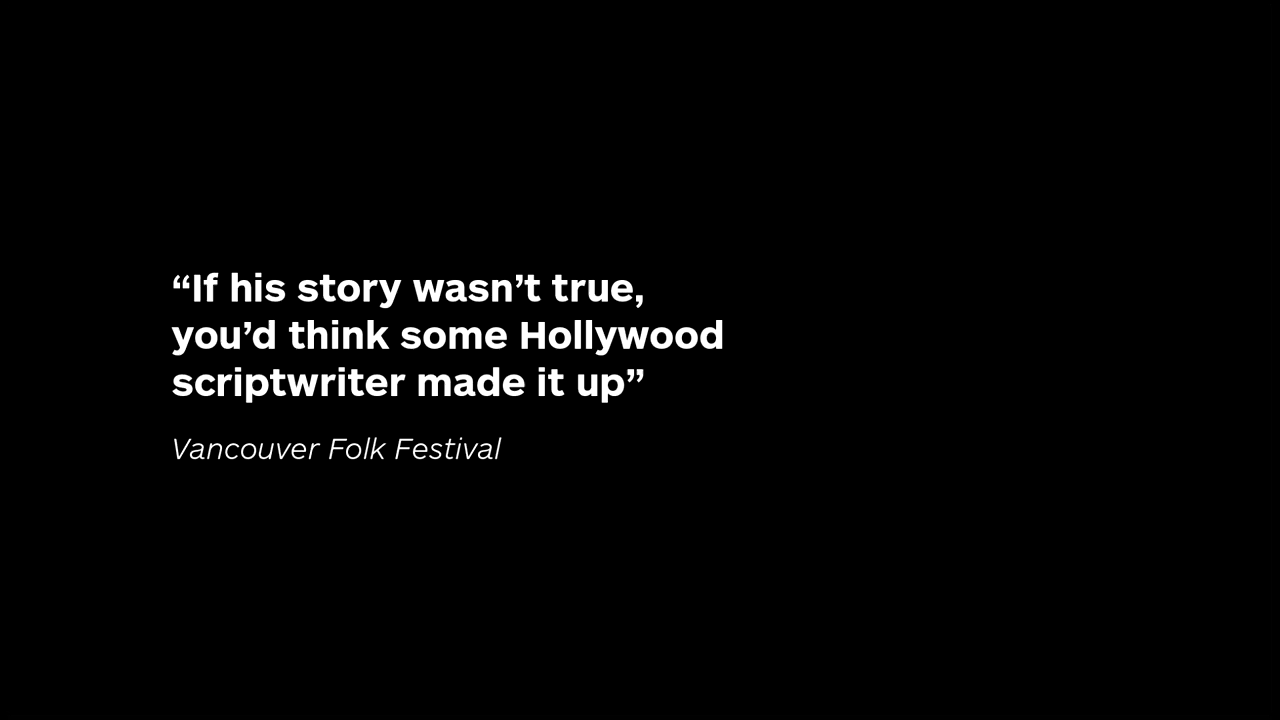 “If his story wasn’t true,
you’d think some Hollywood
scriptwriter made it up”
Vancouver Folk Festival